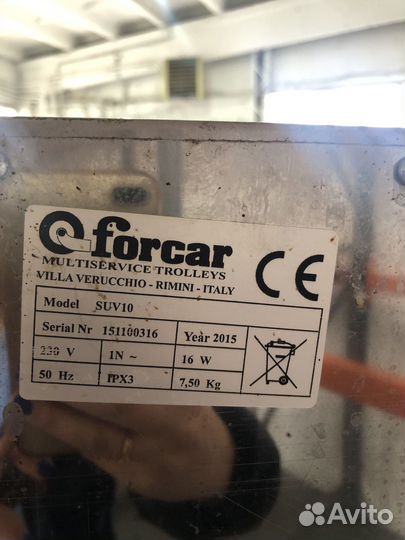 forcar
MULTISERVICE TROLLEYS
VILLA VERUCCHIO - RIMINI - ITALY
CE
Model SUV10
Serial Nr 151100316 Year 2015
230 V 1N ~ 16 W
50 Hz IPX3 7,50 Kg
Avito